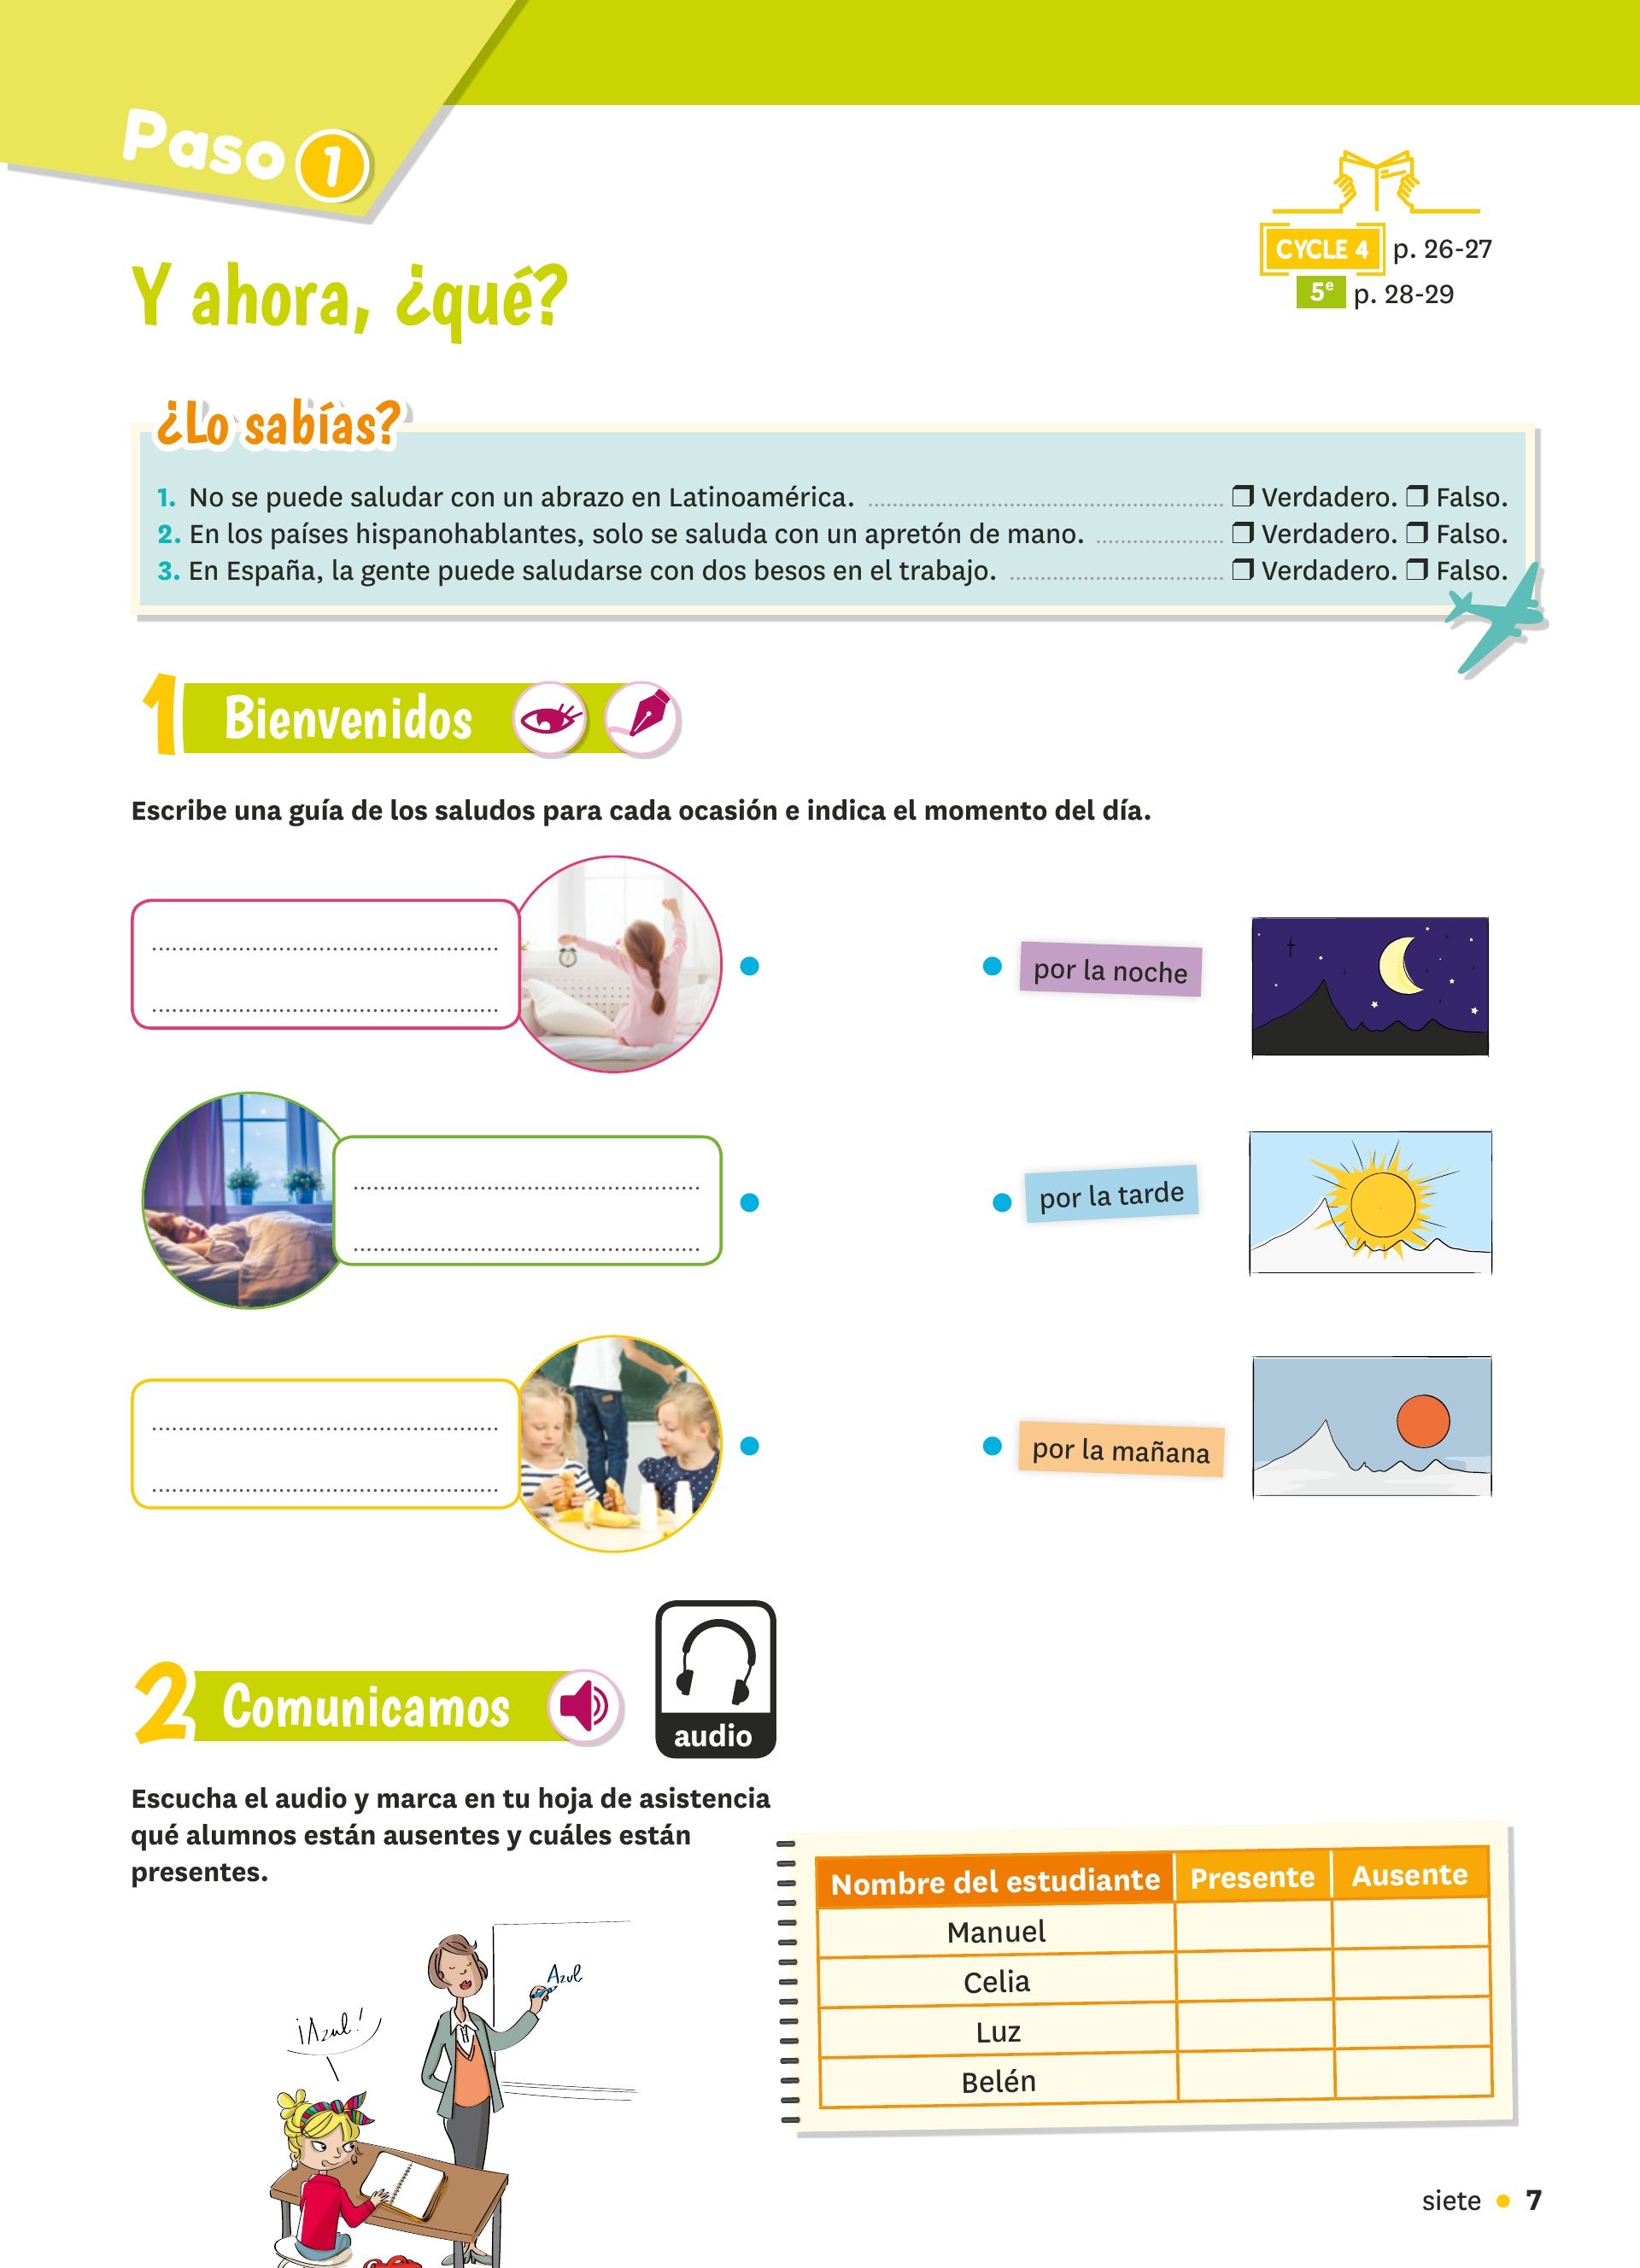 Paso 1
CYCLE 4 p. 26-27
5e p. 28-29
Y ahora, ¿qué?
¿Lo sabías?
1. No se puede saludar con un abrazo en Latinoamérica. ❒ Verdadero. ❒ Falso.
2. En los países hispanohablantes, solo se saluda con un apretón de mano. ❒ Verdadero. ❒ Falso.
3. En España, la gente puede saludarse con dos besos en el trabajo. ❒ Verdadero. ❒ Falso.
1 Bienvenidos
Escribe una guía de los saludos para cada ocasión e indica el momento del día.
por la noche
por la tarde
por la mañana
2 Comunicamos
audio
Escucha el audio y marca en tu hoja de asistencia
qué alumnos están ausentes y cuáles están
presentes.
Nombre del estudiante Presente Ausente
Manuel
Celia
Luz
Belén
Azul
¡Azul!
siete • 7